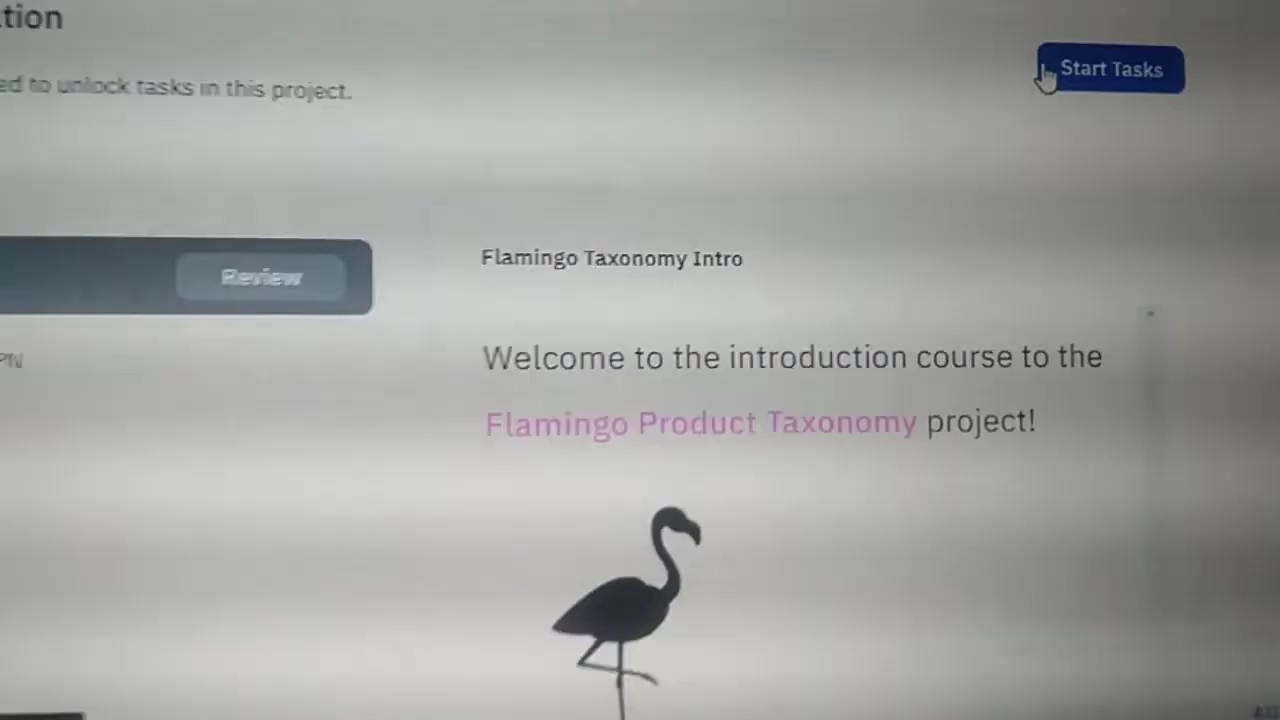 tion
ed to unlock tasks in this project.
Start Tasks
Review
Flamingo Taxonomy Intro
PIN
Welcome to the introduction course to the
Flamingo Product Taxonomy project!